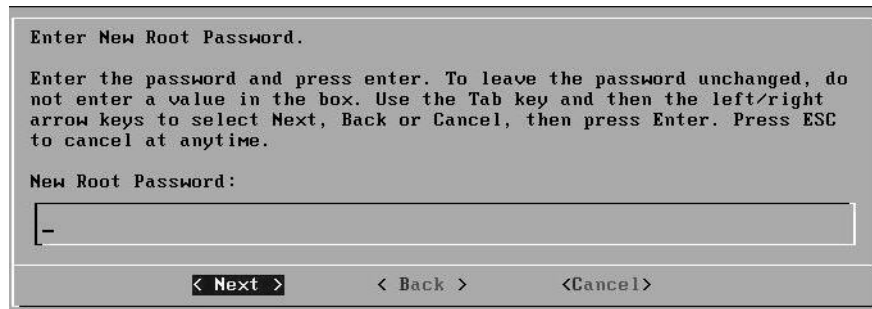 Enter New Root Password.
Enter the password and press enter. To leave the password unchanged, do
not enter a value in the box. Use the Tab key and then the left/right
arrow keys to select Next, Back or Cancel, then press Enter. Press ESC
to cancel at anytime.
New Root Password:
_
< Next > < Back > <Cancel>